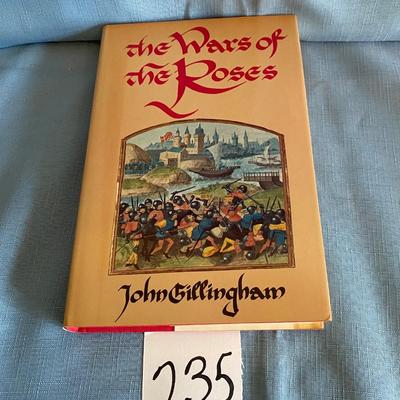 the Wars of
the Roses
John Gillingham
235